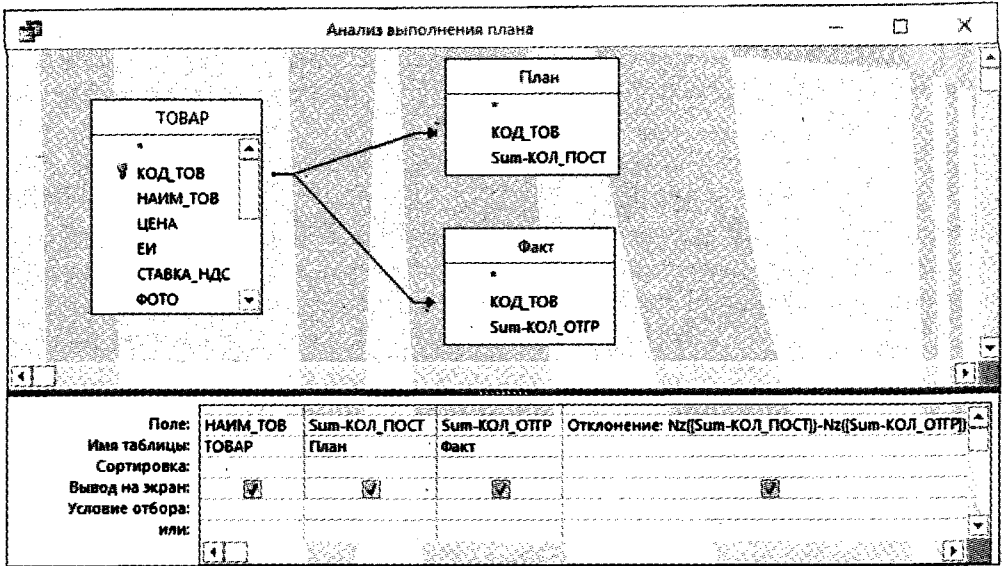 Анализ выполнения плана
План
*
КОД_ТОВ
Sum-КОЛ_ПОСТ
ТОВАР
*
КОД_ТОВ
НАИМ_ТОВ
ЦЕНА
ЕИ
СТАВКА_НДС
ФОТО
Факт
*
КОД_ТОВ
Sum-КОЛ_ОТГР
Поле: НАИМ_ТОВ Sum-КОЛ_ПОСТ Sum-КОЛ_ОТГР Отклонение: Nz([Sum-КОЛ_ПОСТ])-Nz([Sum-КОЛ_ОТГР])
Имя таблицы: ТОВАР План Факт
Сортировка:
Вывод на экран:
Условие отбора:
или: